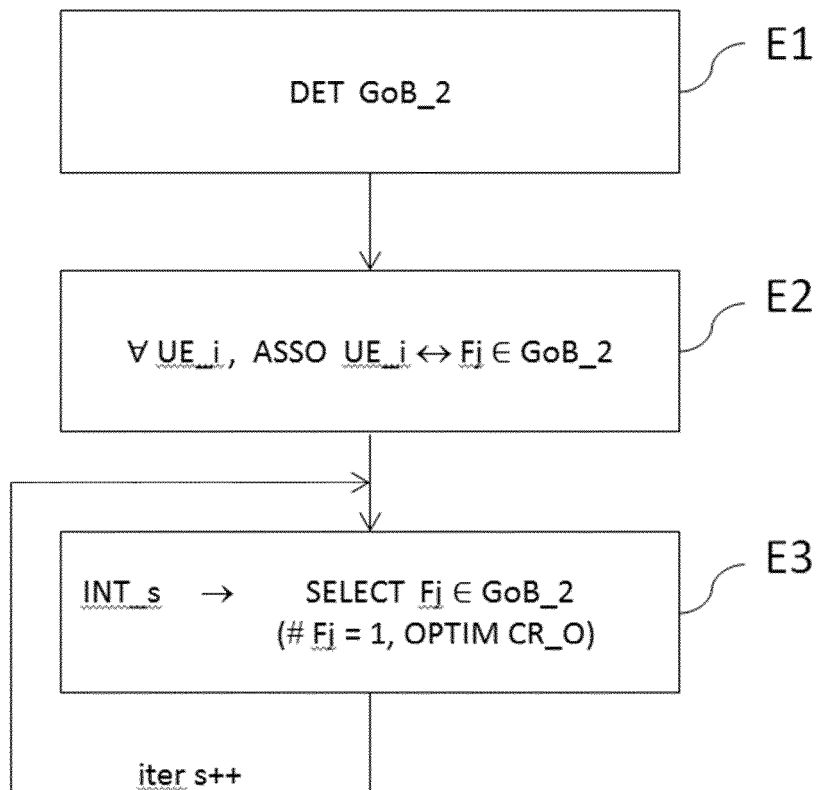 DET GoB_2
E1
∀ UE_i, ASSO UE_i ↔ Fj ∈ GoB_2
E2
INT_s → SELECT Fj ∈ GoB_2
(# Fj = 1, OPTIM CR_O)
E3
iter s++